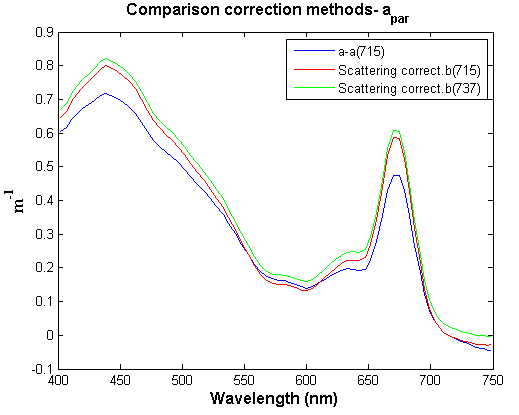 Comparison correction methods- a par
a-a(715)
Scattering correct.b(715)
Scattering correct.b(737)
0.9
0.8
0.7
0.6
0.5
0.4
0.3
0.2
0.1
0
-0.1
m-1
400 450 500 550 600 650 700 750
Wavelength (nm)